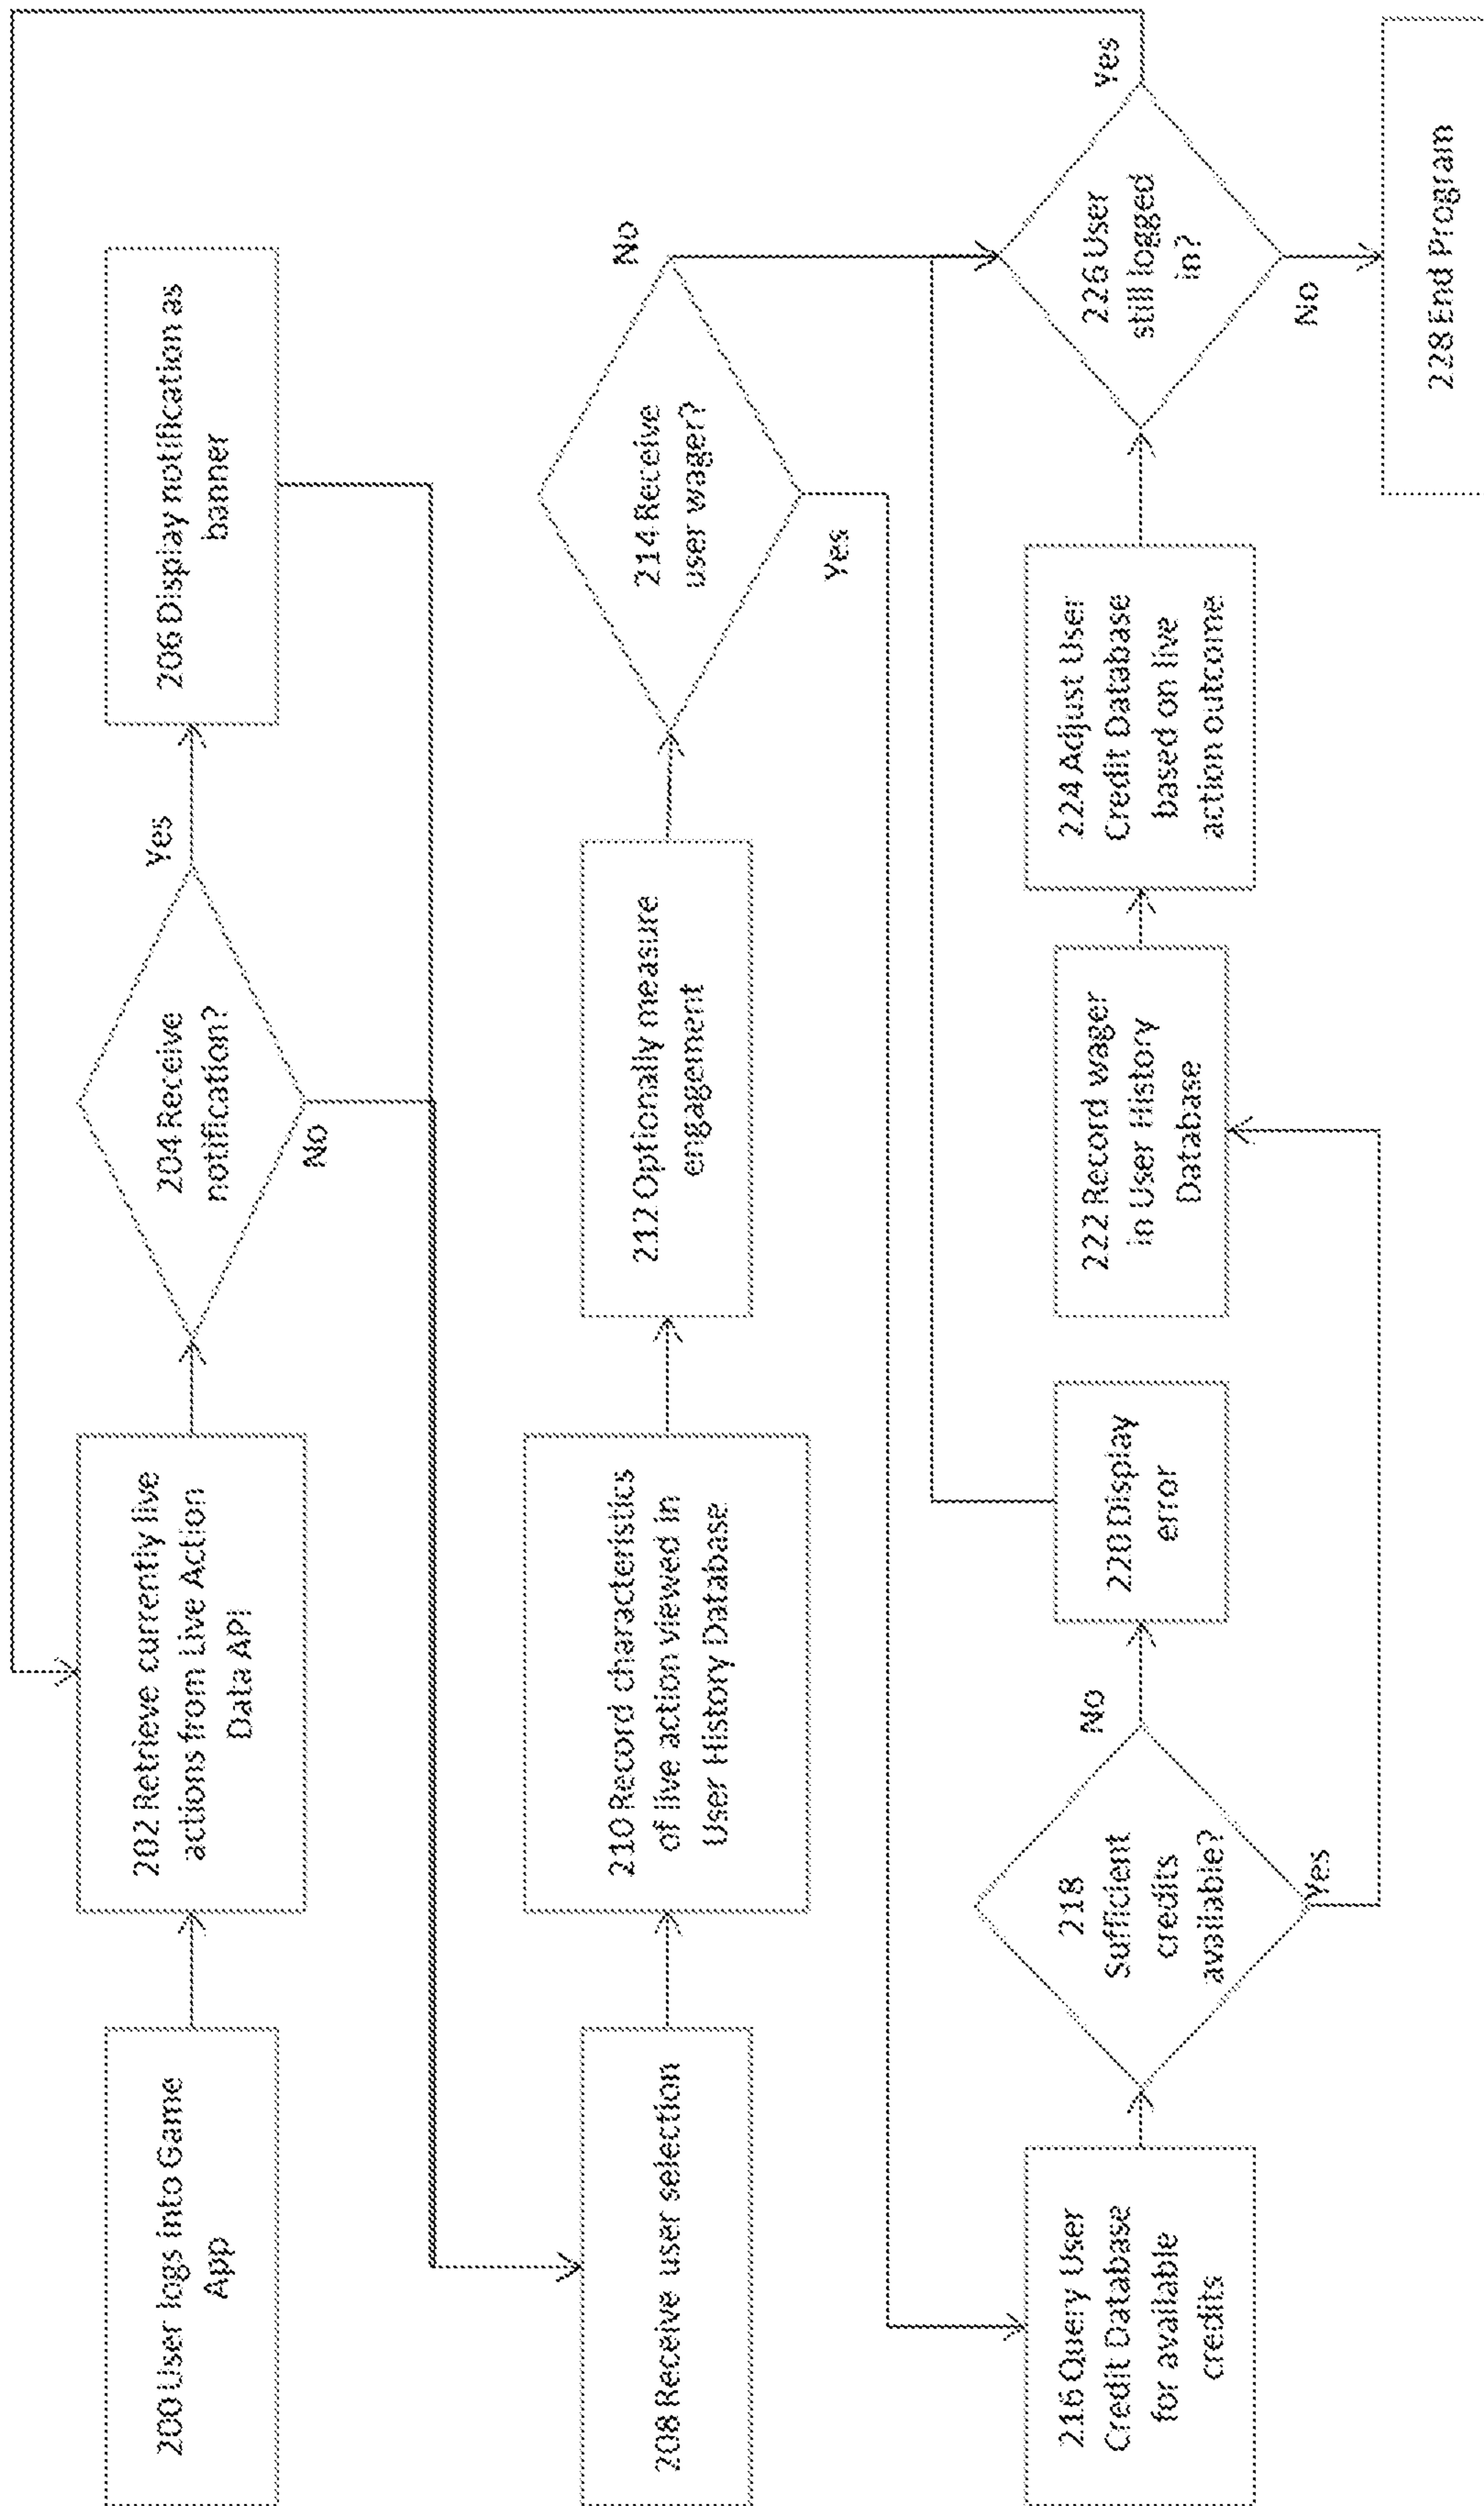 200 User logs into Game
App
202 Retrieve currently live
actions from Live Action
Data API
204 Receive
notification?
Yes
No
206 Display notification as
banner
208 Receive user selection
210 Record characteristics
of live action viewed in
User History Database
212 Optionally measure
engagement
214 Receive
user wager?
No
Yes
216 Query User
Credit Database
for available
credits
218
Sufficient
credits
available?
No
Yes
220 Display
error
222 Record wager
in User History
Database
224 Adjust User
Credit Database
based on live
action outcome
226 User
still logged
in?
Yes
No
228 End Program